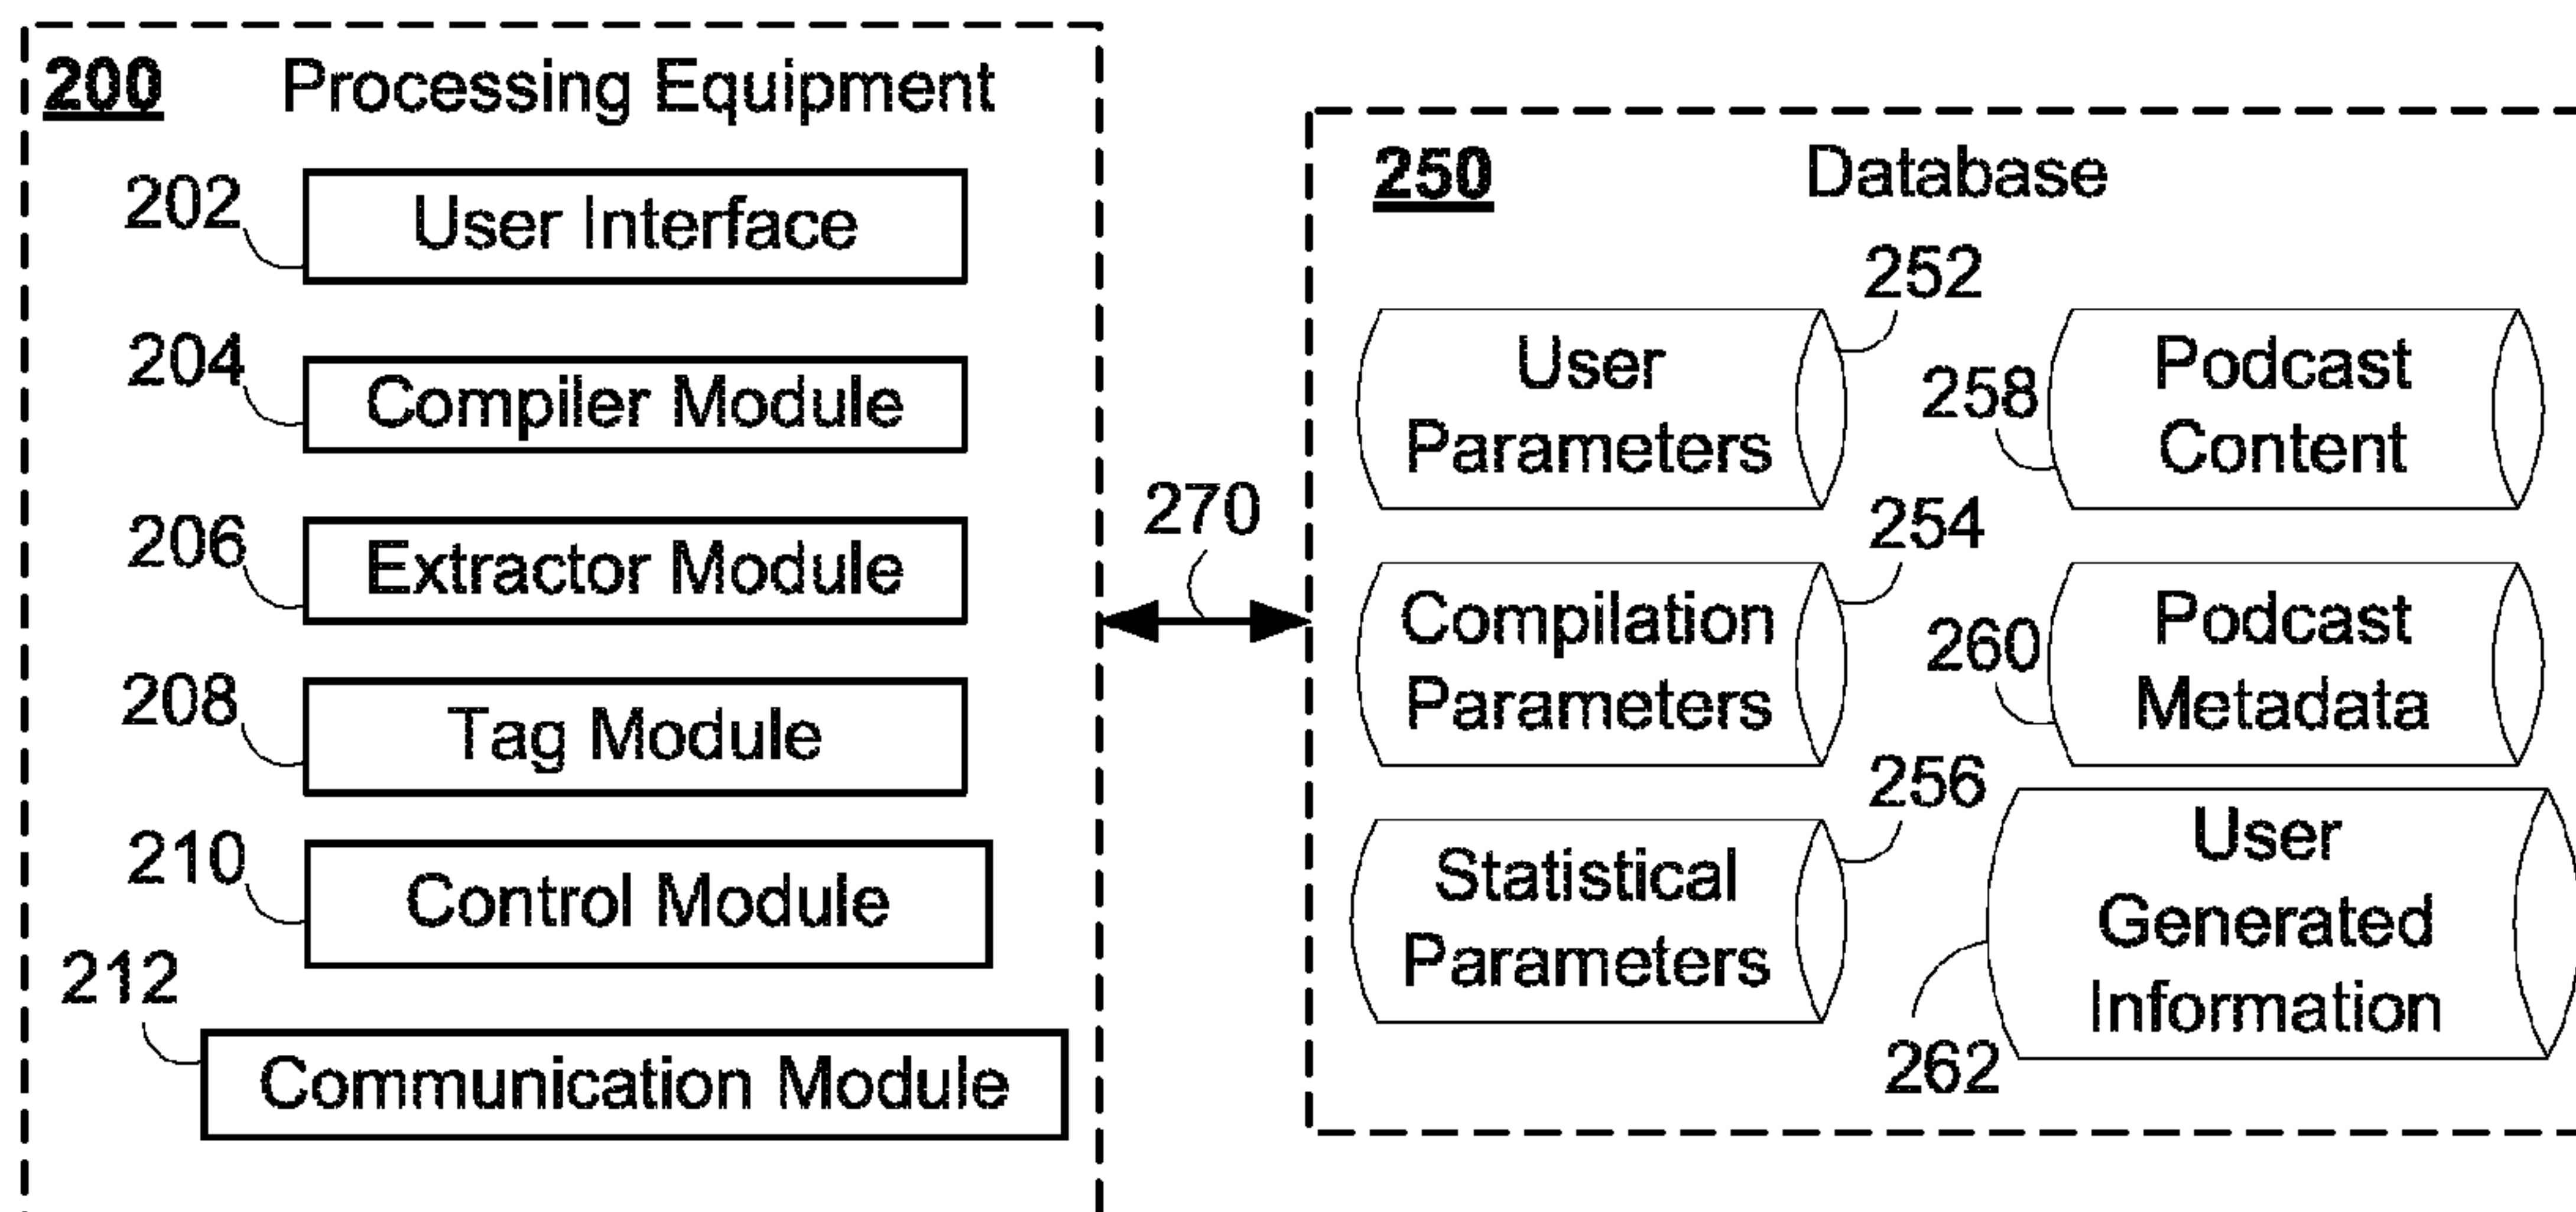 200 Processing Equipment
202
User Interface
204
Compiler Module
206
Extractor Module
208
Tag Module
210
Control Module
212
Communication Module
270
250 Database
252
User
Parameters
258
Podcast
Content
254
Compilation
Parameters
260
Podcast
Metadata
256
Statistical
Parameters
User
Generated
Information
262